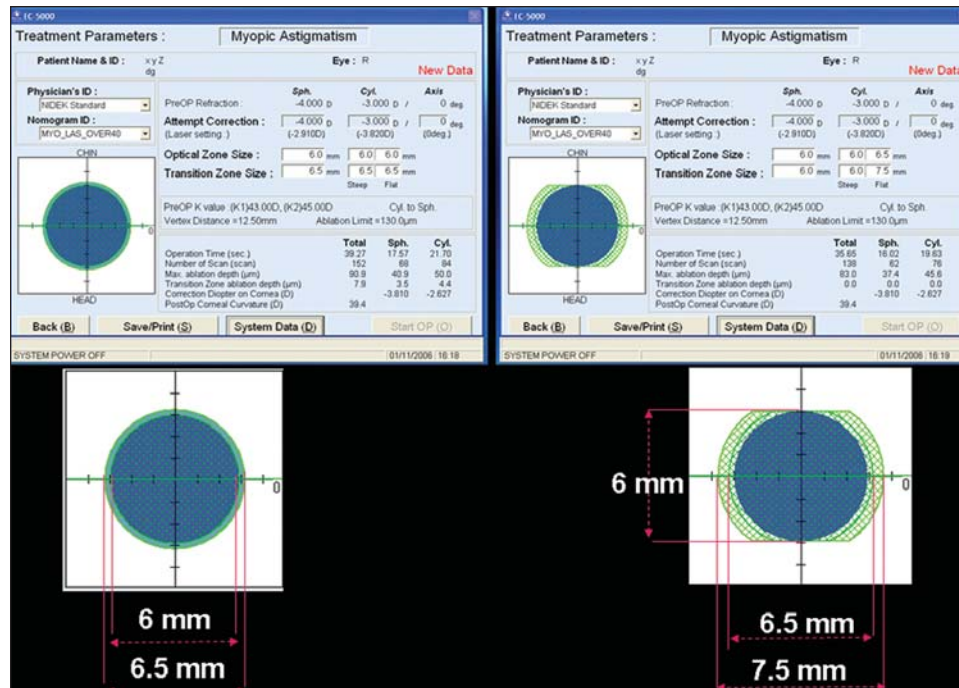 TC-5000
Treatment Parameters : Myopic Astigmatism
Patient Name & ID : x y Z Eye : R
dg
New Data
Physician's ID :
NIDEK Standard
Nomogram ID :
MYO_LAS_OVER40
Sph. Cyl. Axis
PreOP Refraction : -4.000 D -3.000 D / 0 deg
Attempt Correction : -4.000 D -3.000 D / 0 deg
(Laser setting :) (-2.910D) (-3.820D) (0deg.)
Optical Zone Size : 6.0 mm 6.0 6.0 mm
Transition Zone Size : 6.5 mm 6.5 6.5 mm
Steep Flat
CHIN
0
HEAD
PreOP K value :(K1)43.00D, (K2)45.00D Cyl. to Sph.
Vertex Distance =12.50mm Ablation Limit =130.0μm
Total Sph. Cyl.
Operation Time (sec.) 39.27 17.57 21.70
Number of Scan (scan) 152 68 84
Max. ablation depth (μm) 90.9 40.9 50.0
Transition Zone ablation depth (μm) 7.9 3.5 4.4
Correction Diopter on Cornea (D) -3.810 -2.627
PostOp Corneal Curvature (D) 39.4
Back (B) Save/Print (S) System Data (D) Start OP (O)
SYSTEM POWER OFF 01/11/2006 16:18
TC-5000
Treatment Parameters : Myopic Astigmatism
Patient Name & ID : x y Z Eye : R
dg
New Data
Physician's ID :
NIDEK Standard
Nomogram ID :
MYO_LAS_OVER40
Sph. Cyl. Axis
PreOP Refraction : -4.000 D -3.000 D / 0 deg
Attempt Correction : -4.000 D -3.000 D / 0 deg
(Laser setting :) (-2.910D) (-3.820D) (0deg.)
Optical Zone Size : 6.0 mm 6.0 6.5 mm
Transition Zone Size : 6.0 mm 6.0 7.5 mm
Steep Flat
CHIN
0
HEAD
PreOP K value :(K1)43.00D, (K2)45.00D Cyl. to Sph.
Vertex Distance =12.50mm Ablation Limit =130.0μm
Total Sph. Cyl.
Operation Time (sec.) 35.65 16.02 19.63
Number of Scan (scan) 138 62 76
Max. ablation depth (μm) 83.0 37.4 45.6
Transition Zone ablation depth (μm) 0.0 0.0 0.0
Correction Diopter on Cornea (D) -3.810 -2.627
PostOp Corneal Curvature (D) 39.4
Back (B) Save/Print (S) System Data (D) Start OP (O)
SYSTEM POWER OFF 01/11/2006 16:19
0
6 mm
6.5 mm
0
6 mm
6.5 mm
7.5 mm